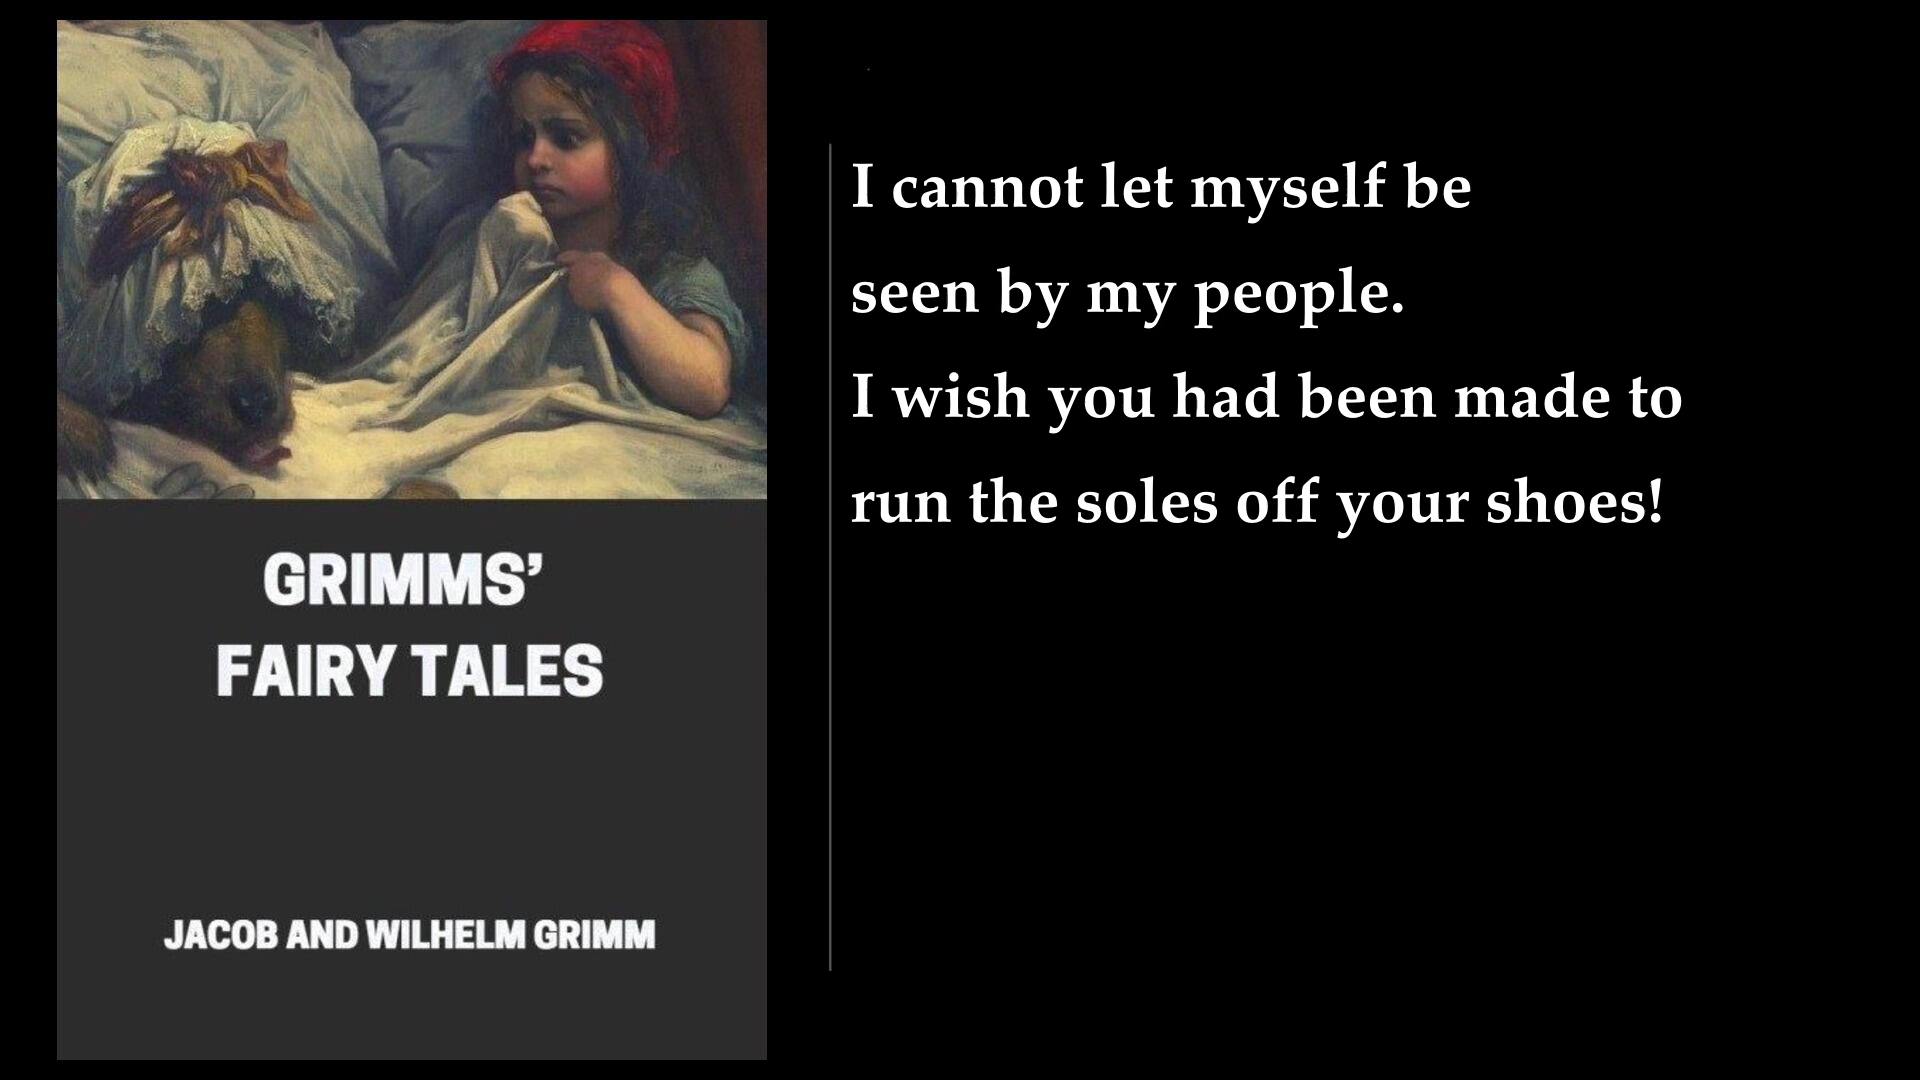 GRIMMS’
FAIRY TALES
JACOB AND WILHELM GRIMM
I cannot let myself be
seen by my people.
I wish you had been made to
run the soles off your shoes!